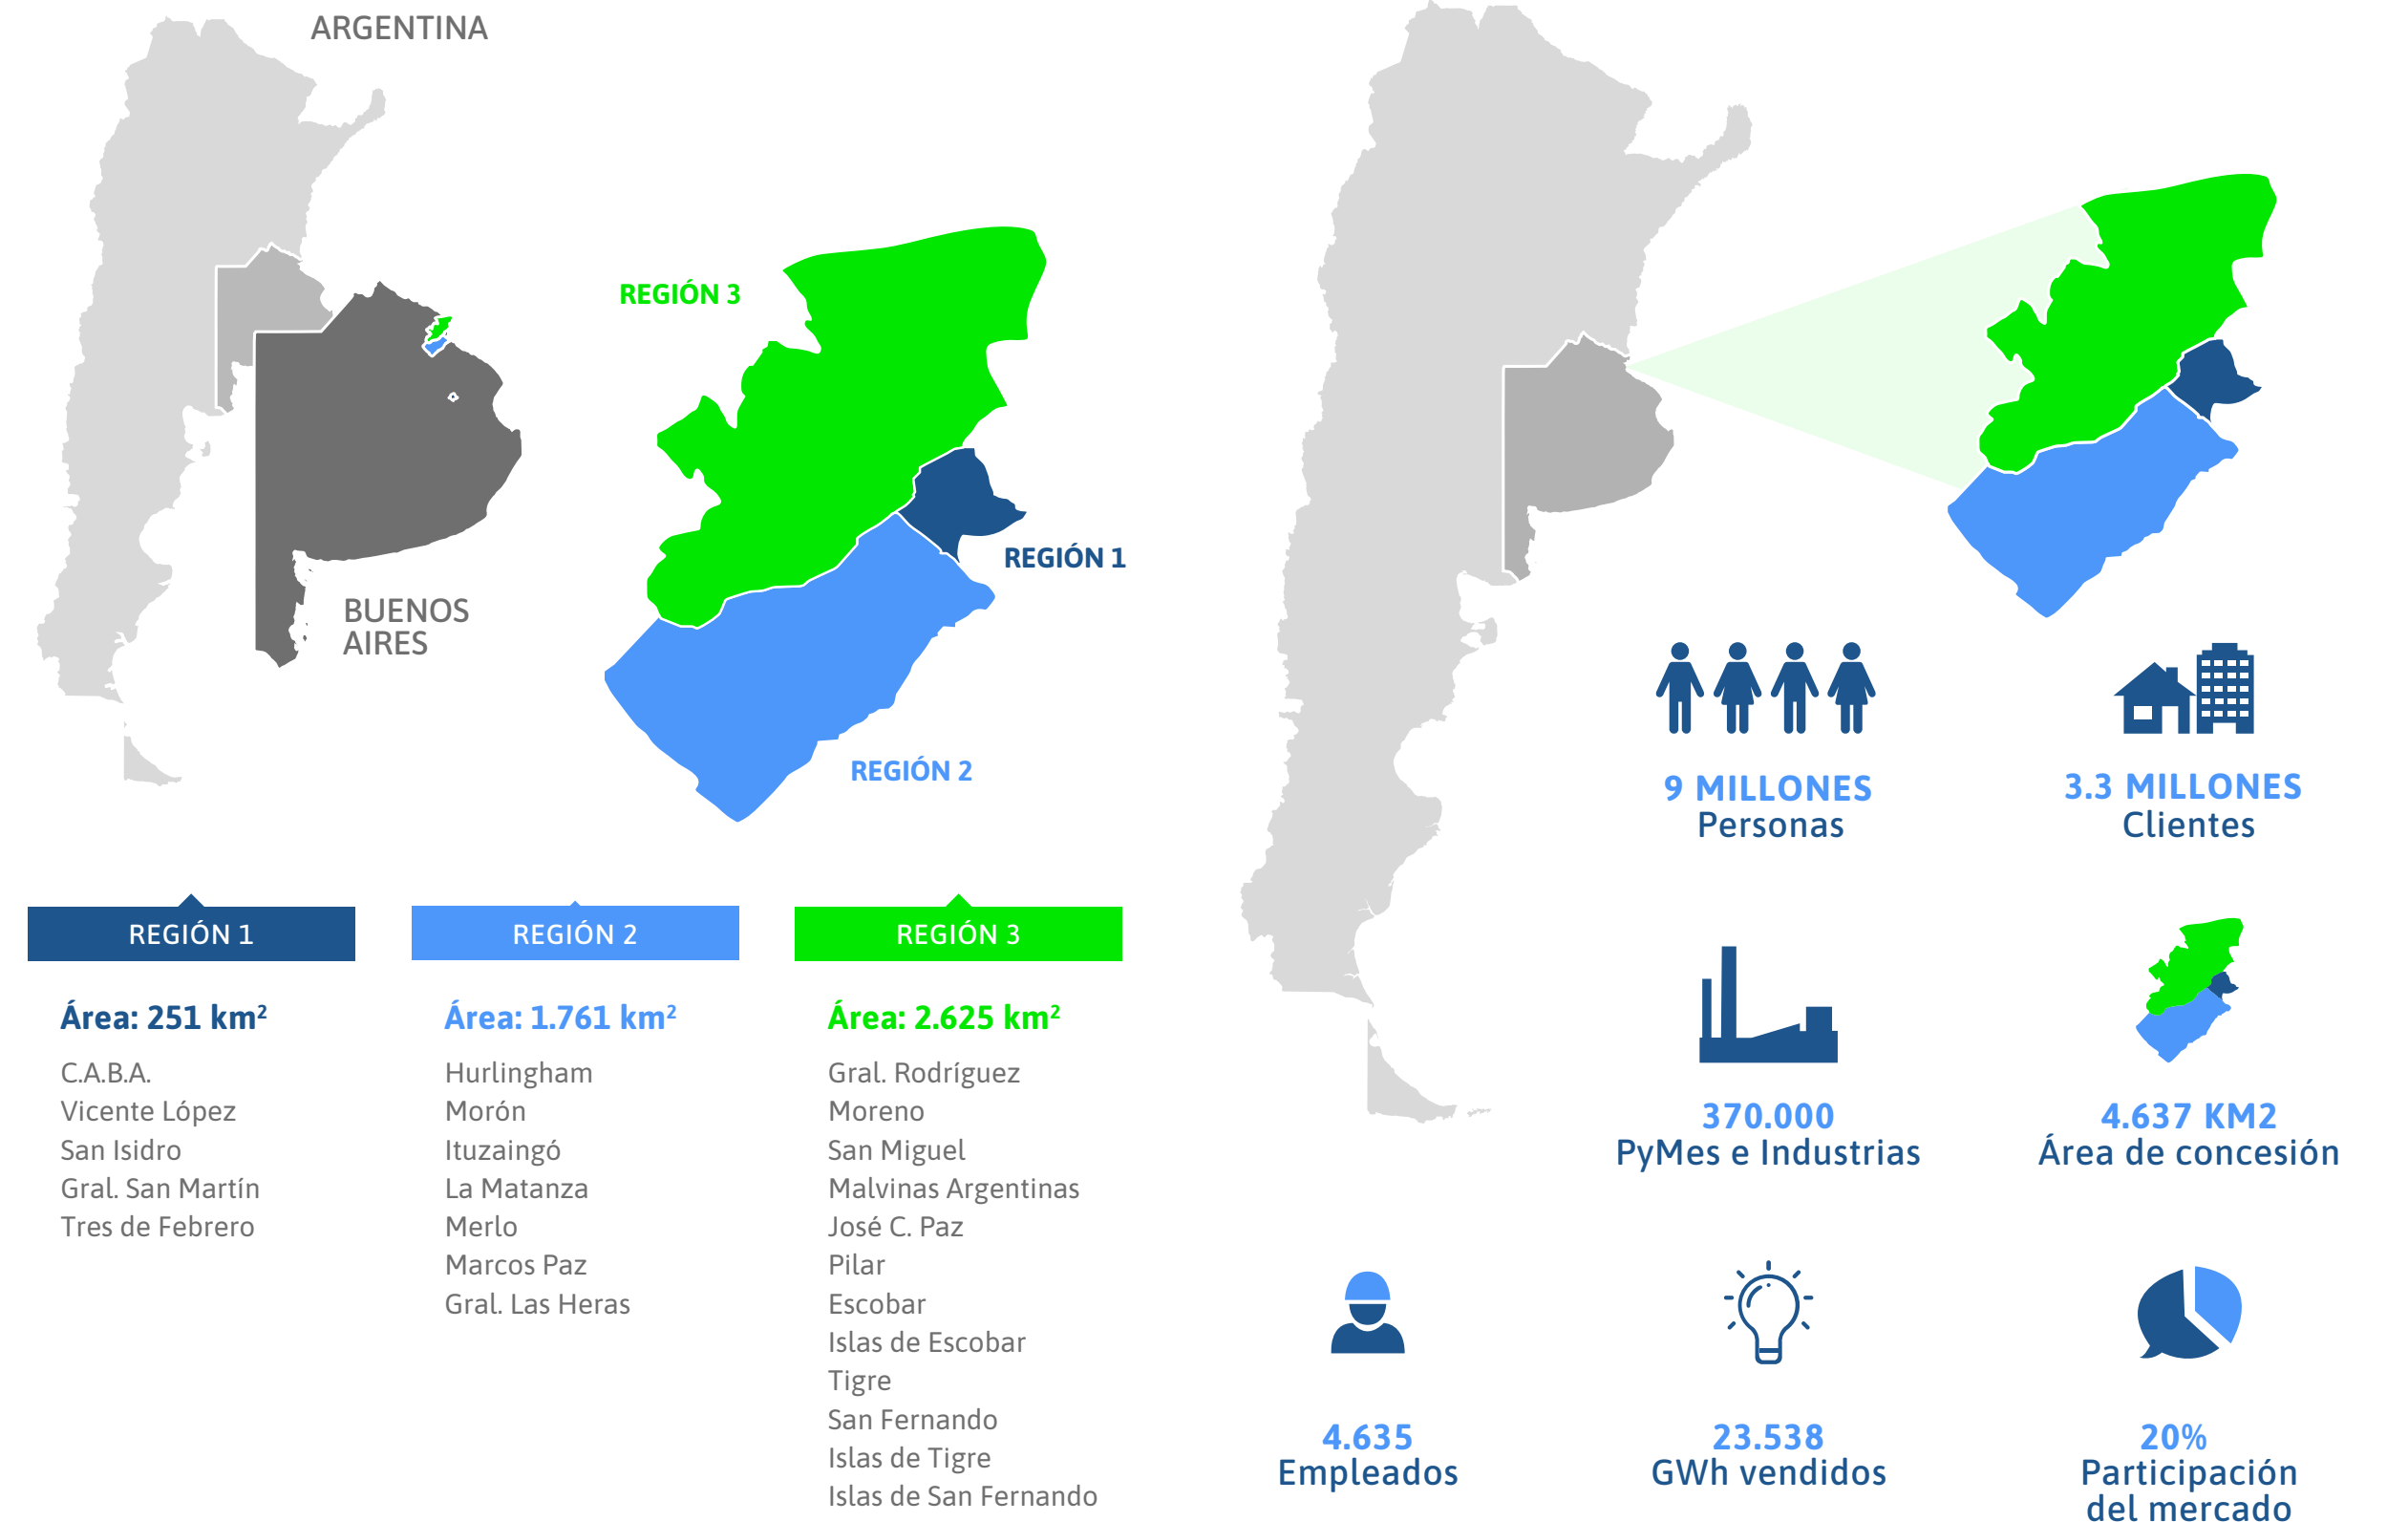 ARGENTINA
REGIÓN 3
REGIÓN 1
BUENOS
AIRES
REGIÓN 2
REGIÓN 1
Área: 251 km²
C.A.B.A.
Vicente López
San Isidro
Gral. San Martín
Tres de Febrero
REGIÓN 2
Área: 1.761 km²
Hurlingham
Morón
Ituzaingó
La Matanza
Merlo
Marcos Paz
Gral. Las Heras
REGIÓN 3
Área: 2.625 km²
Gral. Rodríguez
Moreno
San Miguel
Malvinas Argentinas
José C. Paz
Pilar
Escobar
Islas de Escobar
Tigre
San Fernando
Islas de Tigre
Islas de San Fernando
9 MILLONES
Personas
3.3 MILLONES
Clientes
370.000
PyMes e Industrias
4.637 KM2
Área de concesión
4.635
Empleados
23.538
GWh vendidos
20%
Participación
del mercado